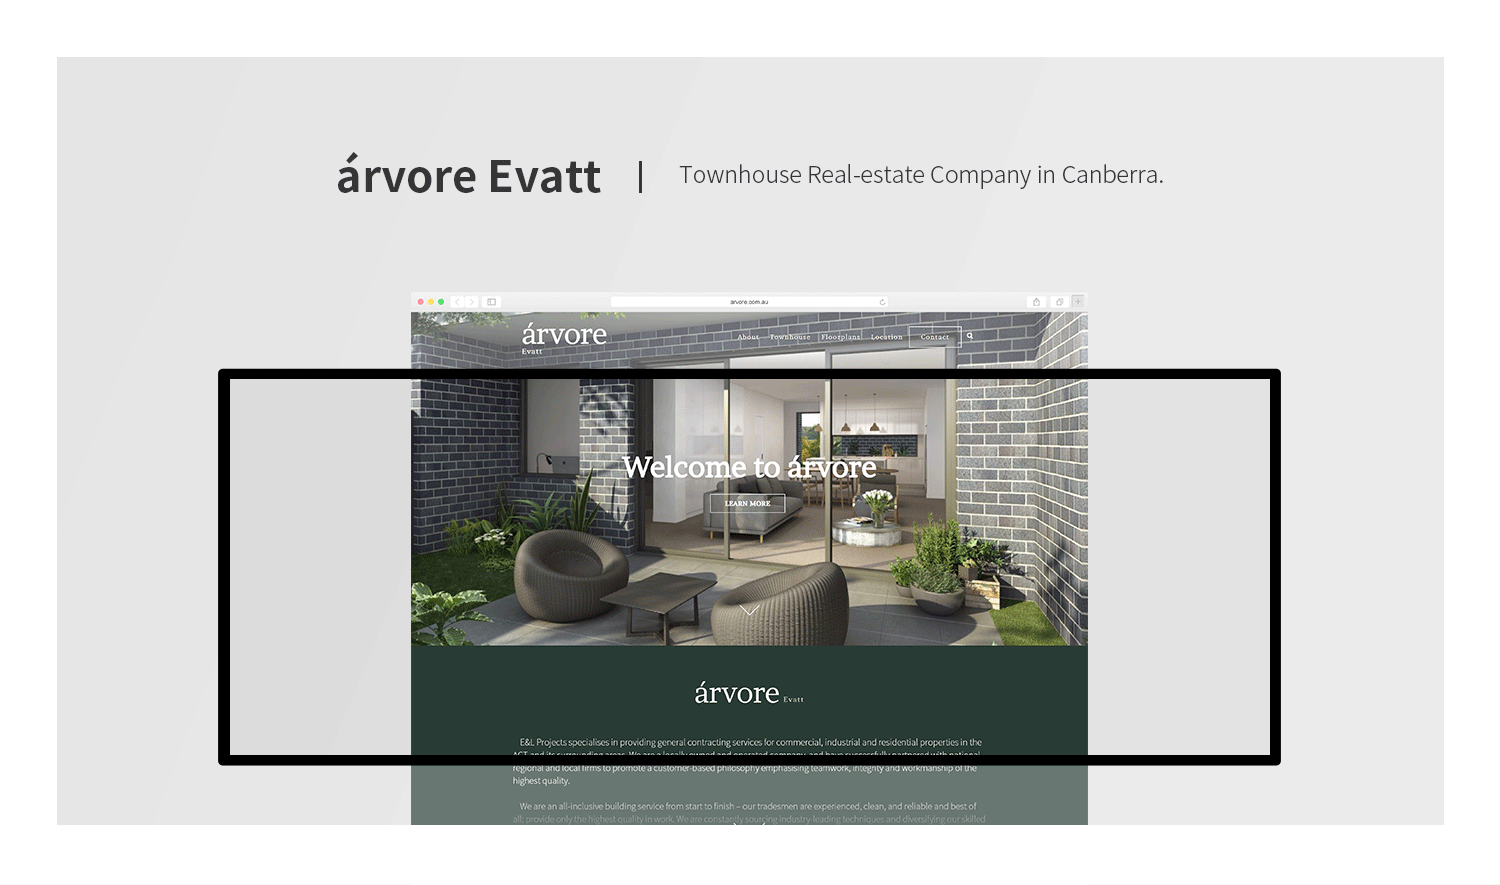 árvore Evatt | Townhouse Real-estate Company in Canberra.
arvore.com.au
árvore
Evatt
About Townhouse Floorplans Location Contact
Welcome to árvore
LEARN MORE
árvore Evatt
E&L Projects specialises in providing general contracting services for commercial, industrial and residential properties in the
ACT and its surrounding areas. We are a locally owned and operated company, and have successfully partnered with national,
regional and local firms to promote a customer-based philosophy emphasising teamwork, integrity and workmanship of the
highest quality.
We are an all-inclusive building service from start to finish – our tradesmen are experienced, clean, and reliable and best of
all; provide only the highest quality in work. We are constantly sourcing industry-leading techniques and diversifying our skilled